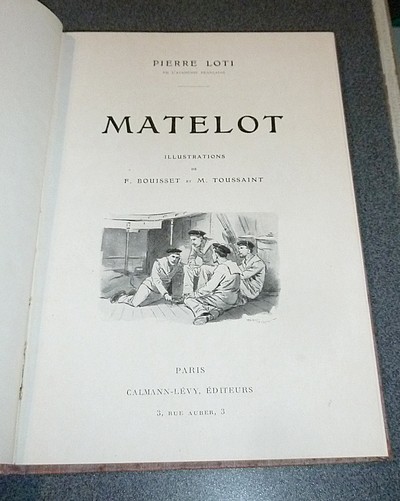 PIERRE LOTI
DE L'ACADÉMIE FRANÇAISE
MATELOT
ILLUSTRATIONS
DE
F. BOUISSET ET M. TOUSSAINT
PARIS
CALMANN-LÉVY, ÉDITEURS
3, RUE AUBER, 3